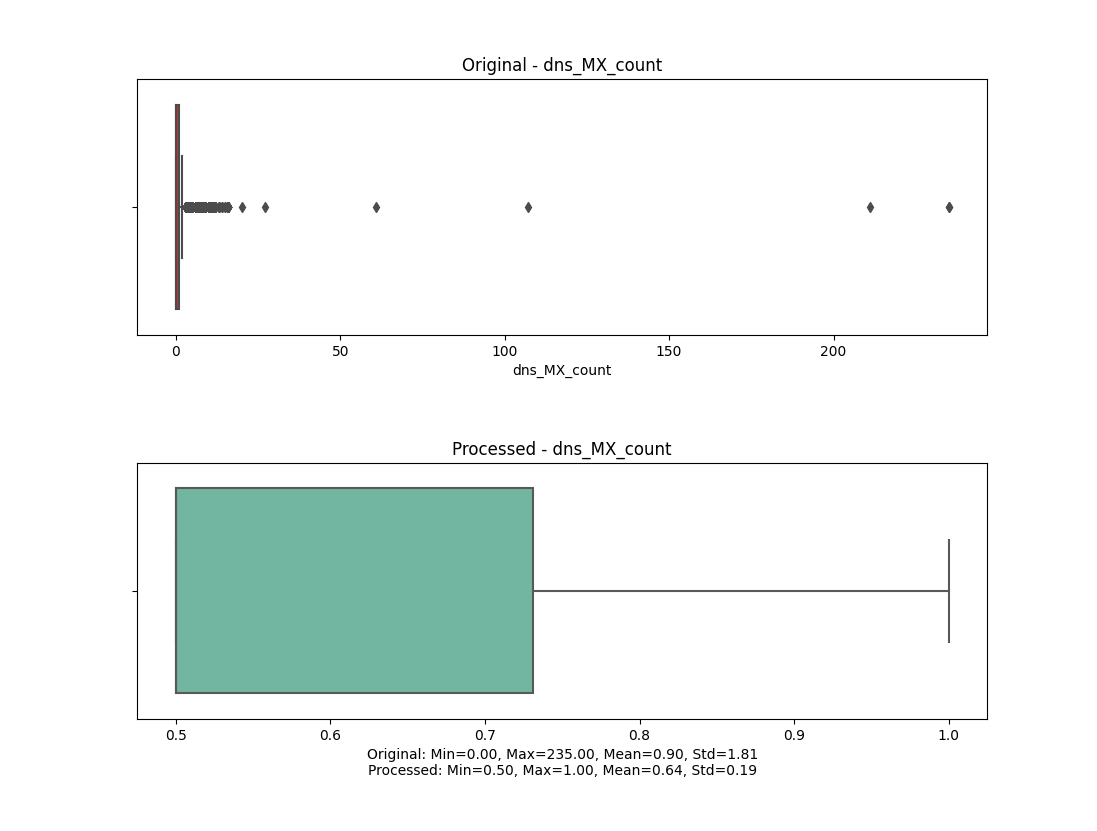 Original - dns_MX_count
0 50 100 150 200
dns_MX_count
Processed - dns_MX_count
0.5 0.6 0.7 0.8 0.9 1.0
Original: Min=0.00, Max=235.00, Mean=0.90, Std=1.81
Processed: Min=0.50, Max=1.00, Mean=0.64, Std=0.19